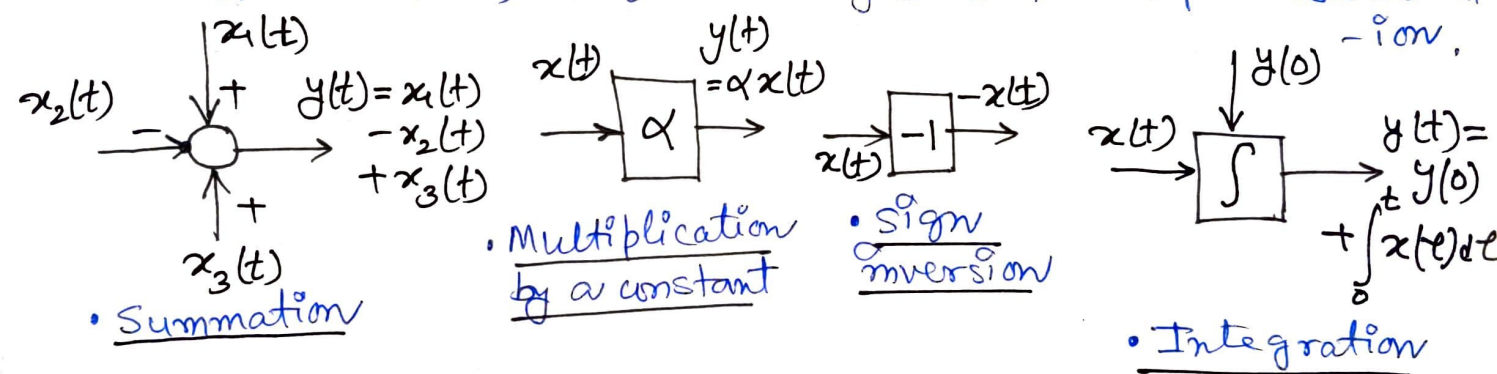 -ion.
x₁(t)
+
x₂(t)
-
y(t) = x₁(t)
- x₂(t)
+ x₃(t)
+
x₃(t)
• Summation
x(t)
α
y(t)
= αx(t)
• Multiplication
by a constant
x(t)
-1
-x(t)
• sign
inversion
y(0)
x(t)
∫
y(t) =
y(0)
+ ∫₀ᵗ x(t)dt
• Integration